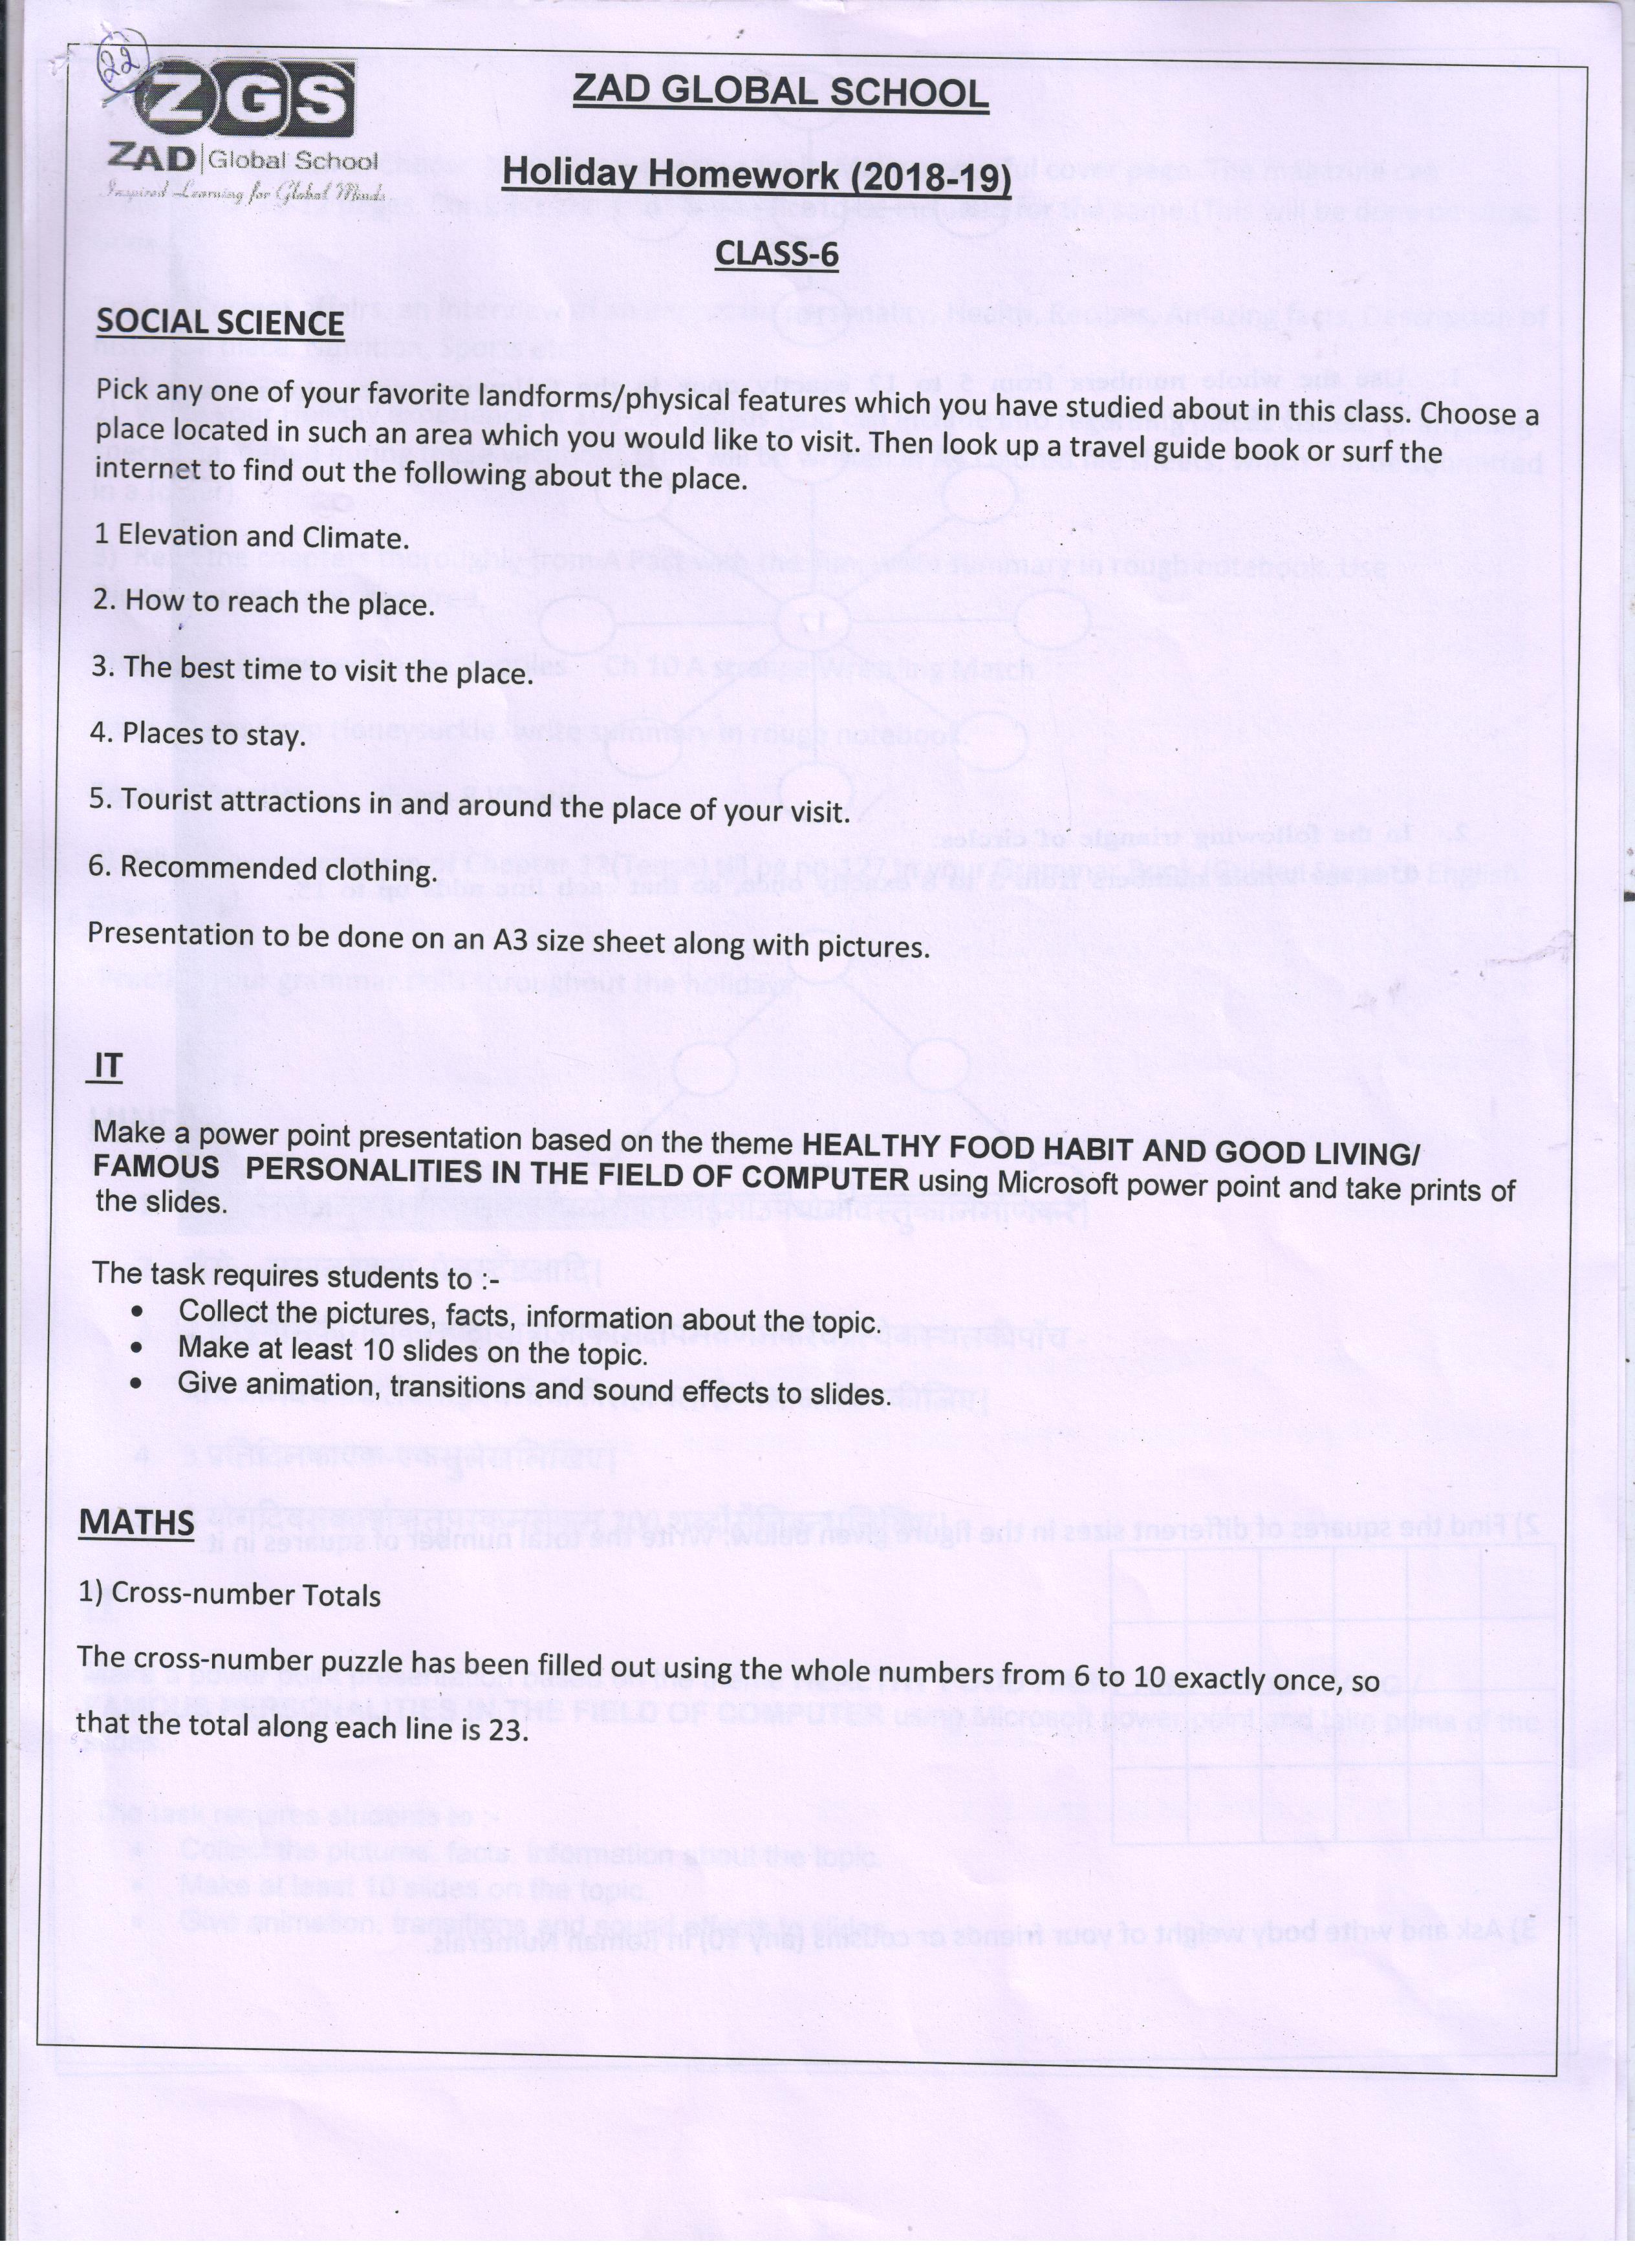 22
ZGS
ZAD GLOBAL SCHOOL
ZAD Global School
Inspired Learning for Global Minds
Holiday Homework (2018-19)
CLASS-6
SOCIAL SCIENCE
Pick any one of your favorite landforms/physical features which you have studied about in this class. Choose a
place located in such an area which you would like to visit. Then look up a travel guide book or surf the
internet to find out the following about the place.
1 Elevation and Climate.
2. How to reach the place.
3. The best time to visit the place.
4. Places to stay.
5. Tourist attractions in and around the place of your visit.
6. Recommended clothing.
Presentation to be done on an A3 size sheet along with pictures.
IT
Make a power point presentation based on the theme HEALTHY FOOD HABIT AND GOOD LIVING/
FAMOUS PERSONALITIES IN THE FIELD OF COMPUTER using Microsoft power point and take prints of
the slides.
The task requires students to :-
• Collect the pictures, facts, information about the topic.
• Make at least 10 slides on the topic.
• Give animation, transitions and sound effects to slides.
MATHS
1) Cross-number Totals
The cross-number puzzle has been filled out using the whole numbers from 6 to 10 exactly once, so
that the total along each line is 23.